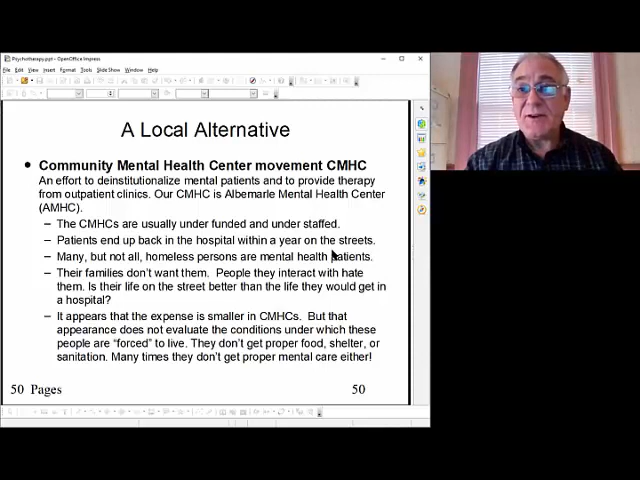 Psychotherapy.ppt - OpenOffice Impress
File Edit View Insert Format Tools Slide Show Window Help
A Local Alternative
• Community Mental Health Center movement CMHC
An effort to deinstitutionalize mental patients and to provide therapy
from outpatient clinics. Our CMHC is Albemarle Mental Health Center
(AMHC).
– The CMHCs are usually under funded and under staffed.
– Patients end up back in the hospital within a year on the streets.
– Many, but not all, homeless persons are mental health patients.
– Their families don't want them. People they interact with hate
them. Is their life on the street better than the life they would get in
a hospital?
– It appears that the expense is smaller in CMHCs. But that
appearance does not evaluate the conditions under which these
people are “forced” to live. They don't get proper food, shelter, or
sanitation. Many times they don't get proper mental care either!
50 Pages 50